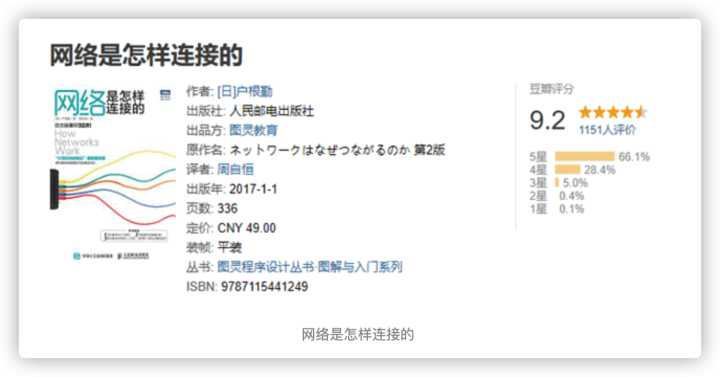 网络是怎样连接的
网络是怎样
连接的
How
Networks
Work
作者: [日]户根勤
出版社: 人民邮电出版社
出品方: 图灵教育
原作名: ネットワークはなぜつながるのか 第2版
译者: 周自恒
出版年: 2017-1-1
页数: 336
定价: CNY 49.00
装帧: 平装
丛书: 图灵程序设计丛书·图解与入门系列
ISBN: 9787115441249
豆瓣评分
9.2
1151人评价
5星 66.1%
4星 28.4%
3星 5.0%
2星 0.4%
1星 0.1%
网络是怎样连接的